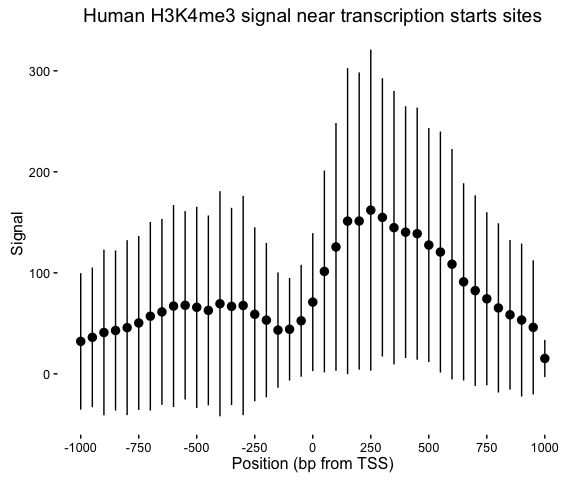 Human H3K4me3 signal near transcription starts sites
300
200
100
0
Signal
-1000 -750 -500 -250 0 250 500 750 1000
Position (bp from TSS)